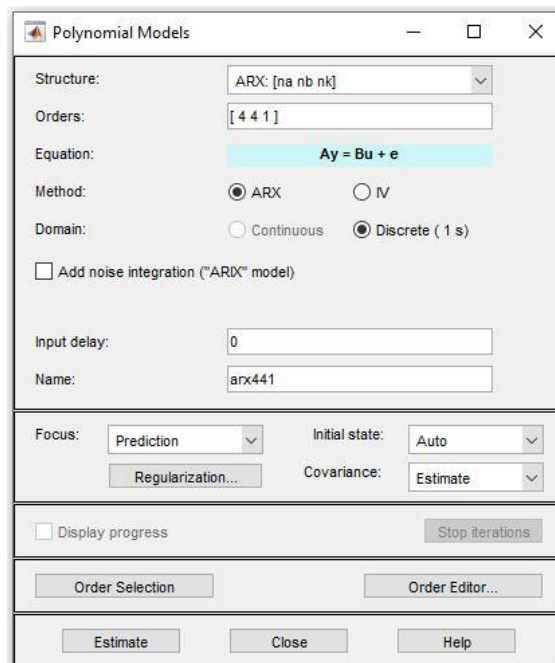 Polynomial Models
Structure: ARX: [na nb nk]
Orders: [ 4 4 1 ]
Equation: Ay = Bu + e
Method: ARX IV
Domain: Continuous Discrete ( 1 s)
Add noise integration ("ARIX" model)
Input delay: 0
Name: arx441
Focus: Prediction Initial state: Auto
Regularization... Covariance: Estimate
Display progress Stop iterations
Order Selection Order Editor...
Estimate Close Help